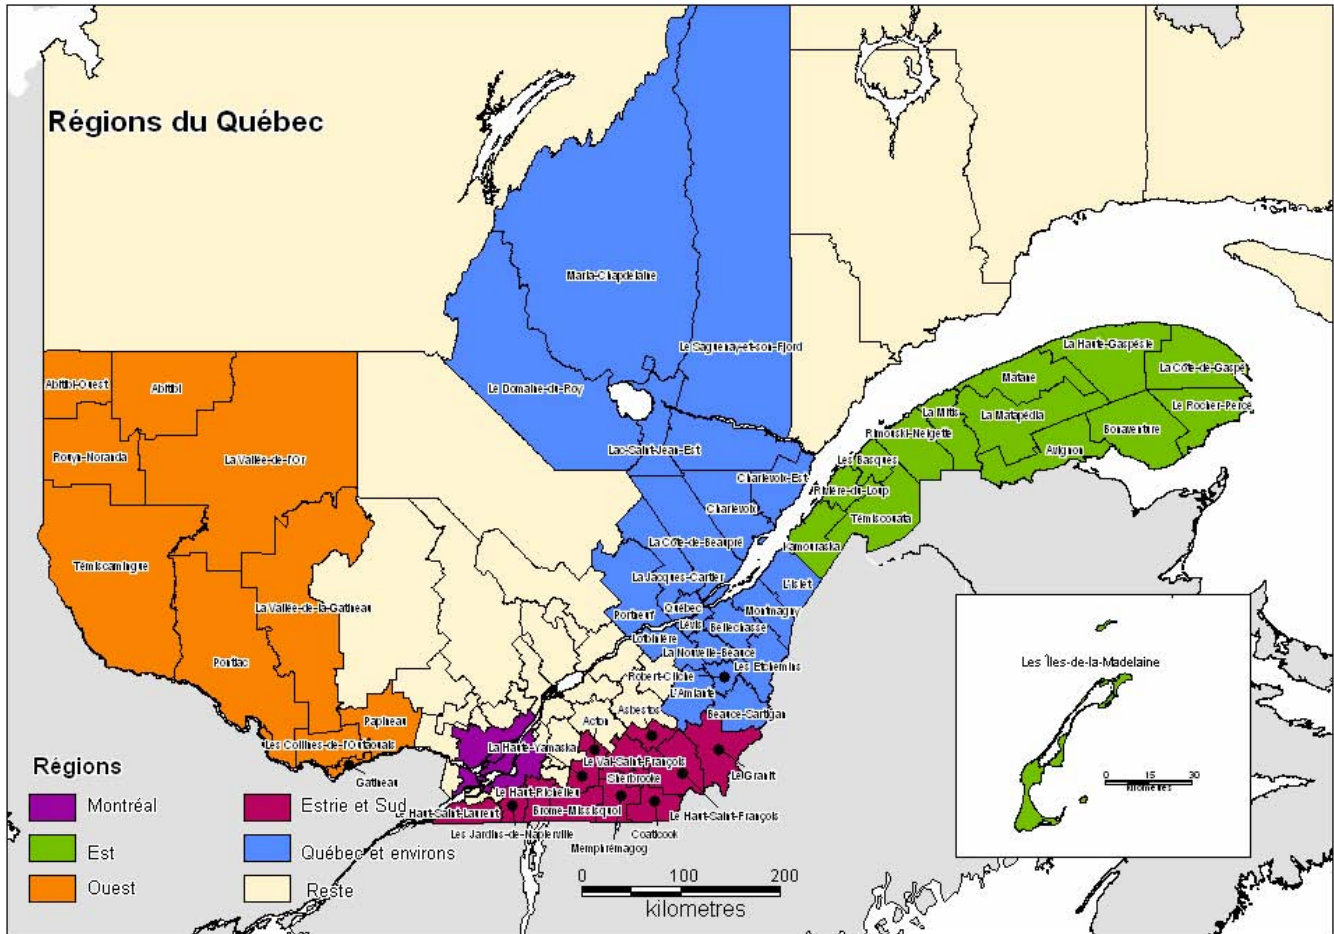 Régions du Québec
Maria-Chapdelaine
Le Saguenay-et-son-Fjord
La Haute-Gaspésie
Abitibi-Ouest
Abitibi
Le Domaine-du-Roy
Matane
La Côte-de-Gaspé
La Mitis
La Matapédia
Le Rocher-Percé
Rimouski-Neigette
Bonaventure
Rouyn-Noranda
La Vallée-de-l'Or
Lac-Saint-Jean-Est
Avignon
Les Basques
Charlevoix-Est
Rivière-du-Loup
Charlevoix
Témiscouata
La Côte-de-Beaupré
Kamouraska
Témiscamingue
La Jacques-Cartier
L'Islet
La Vallée-de-la-Gatineau
Portneuf
Québec
Montmagny
Lévis
Bellechasse
Lotbinière
La Nouvelle-Beauce
Pontiac
Les Etchemins
Les Îles-de-la-Madelaine
Robert-Cliche
L'Amiante
Asbestos
Beauce-Sartigan
Papineau
Acton
Les Collines-de-l'Outaouais
La Haute-Yamaska
Le Val-Saint-François
Gatineau
Sherbrooke
Le Granit
Le Haut-Richelieu
Le Haut-Saint-Laurent
Brome-Missisquoi
Le Haut-Saint-François
Les Jardins-de-Napierville
Coaticook
Memphrémagog
0 15 30
kilometres
Régions
Montréal
Estrie et Sud
Est
Québec et environs
Ouest
Reste
0 100 200
kilometres